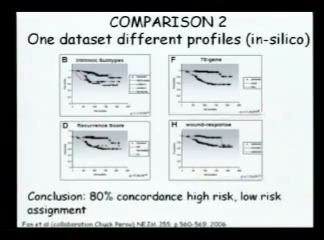 COMPARISON 2
One dataset different profiles (in-silico)
B Intrinsic Subtypes
F 70-gene
D Recurrence Score
H wound-response
Conclusion: 80% concordance high risk, low risk
assignment
Fan et al (collaboration Chuck Perou) NEJM, 355, p 560-569, 2006